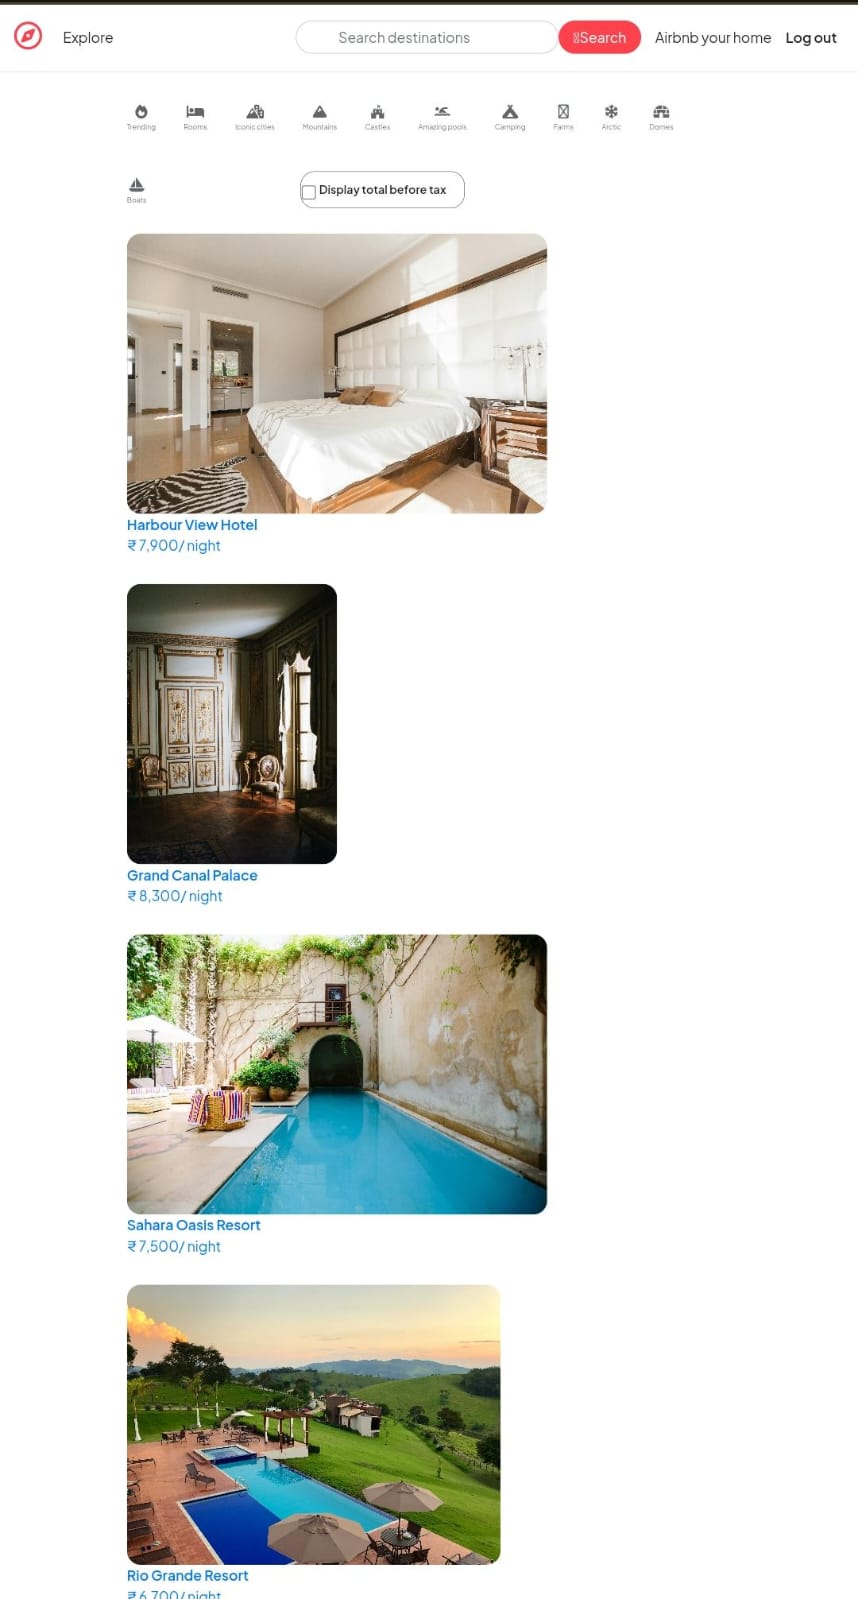 Explore
Search destinations
Search
Airbnb your home
Log out
Trending
Rooms
Iconic cities
Mountains
Castles
Amazing pools
Camping
Farms
Arctic
Domes
Boats
Display total before tax
Harbour View Hotel
₹ 7,900/ night
Grand Canal Palace
₹ 8,300/ night
Sahara Oasis Resort
₹ 7,500/ night
Rio Grande Resort
₹ 6,700/ night